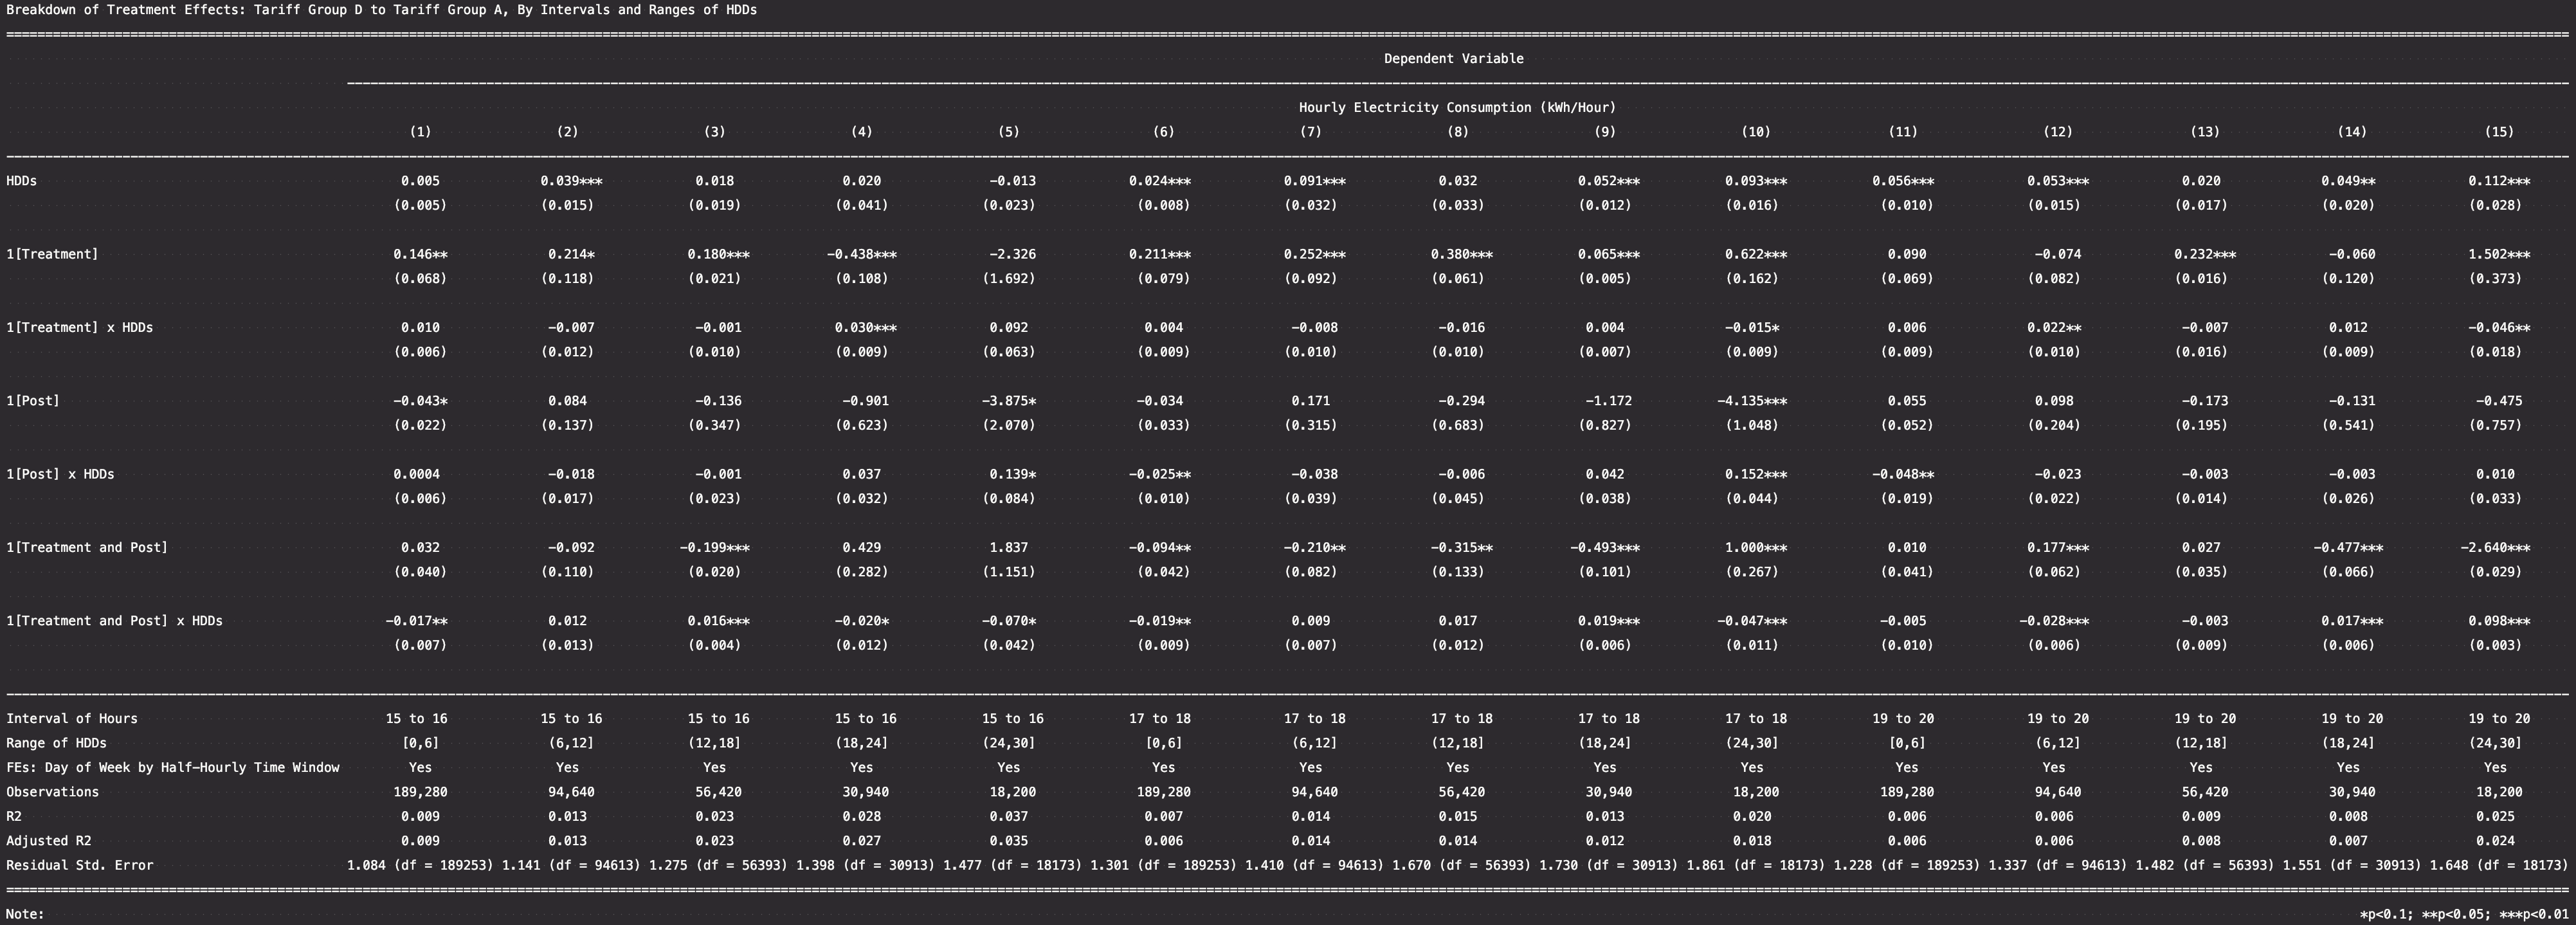 Breakdown of Treatment Effects: Tariff Group D to Tariff Group A, By Intervals and Ranges of HDDs
Dependent Variable
Hourly Electricity Consumption (kWh/Hour)
(1) (2) (3) (4) (5) (6) (7) (8) (9) (10) (11) (12) (13) (14) (15)
HDDs 0.005 0.039*** 0.018 0.020 -0.013 0.024*** 0.091*** 0.032 0.052*** 0.093*** 0.056*** 0.053*** 0.020 0.049** 0.112***
(0.005) (0.015) (0.019) (0.041) (0.023) (0.008) (0.032) (0.033) (0.012) (0.016) (0.010) (0.015) (0.017) (0.020) (0.028)
1[Treatment] 0.146** 0.214* 0.180*** -0.438*** -2.326 0.211*** 0.252*** 0.380*** 0.065*** 0.622*** 0.090 -0.074 0.232*** -0.060 1.502***
(0.068) (0.118) (0.021) (0.108) (1.692) (0.079) (0.092) (0.061) (0.005) (0.162) (0.069) (0.082) (0.016) (0.120) (0.373)
1[Treatment] x HDDs 0.010 -0.007 -0.001 0.030*** 0.092 0.004 -0.008 -0.016 0.004 -0.015* 0.006 0.022** -0.007 0.012 -0.046**
(0.006) (0.012) (0.010) (0.009) (0.063) (0.009) (0.010) (0.010) (0.007) (0.009) (0.009) (0.010) (0.016) (0.009) (0.018)
1[Post] -0.043* 0.084 -0.136 -0.901 -3.875* -0.034 0.171 -0.294 -1.172 -4.135*** 0.055 0.098 -0.173 -0.131 -0.475
(0.022) (0.137) (0.347) (0.623) (2.070) (0.033) (0.315) (0.683) (0.827) (1.048) (0.052) (0.204) (0.195) (0.541) (0.757)
1[Post] x HDDs 0.0004 -0.018 -0.001 0.037 0.139* -0.025** -0.038 -0.006 0.042 0.152*** -0.048** -0.023 -0.003 -0.003 0.010
(0.006) (0.017) (0.023) (0.032) (0.084) (0.010) (0.039) (0.045) (0.038) (0.044) (0.019) (0.022) (0.014) (0.026) (0.033)
1[Treatment and Post] 0.032 -0.092 -0.199*** 0.429 1.837 -0.094** -0.210** -0.315** -0.493*** 1.000*** 0.010 0.177*** 0.027 -0.477*** -2.640***
(0.040) (0.110) (0.020) (0.282) (1.151) (0.042) (0.082) (0.133) (0.101) (0.267) (0.041) (0.062) (0.035) (0.066) (0.029)
1[Treatment and Post] x HDDs -0.017** 0.012 0.016*** -0.020* -0.070* -0.019** 0.009 0.017 0.019*** -0.047*** -0.005 -0.028*** -0.003 0.017*** 0.098***
(0.007) (0.013) (0.004) (0.012) (0.042) (0.009) (0.007) (0.012) (0.006) (0.011) (0.010) (0.006) (0.009) (0.006) (0.003)
Interval of Hours 15 to 16 15 to 16 15 to 16 15 to 16 15 to 16 17 to 18 17 to 18 17 to 18 17 to 18 17 to 18 19 to 20 19 to 20 19 to 20 19 to 20 19 to 20
Range of HDDs [0,6] (6,12] (12,18] (18,24] (24,30] [0,6] (6,12] (12,18] (18,24] (24,30] [0,6] (6,12] (12,18] (18,24] (24,30]
FEs: Day of Week by Half-Hourly Time Window Yes Yes Yes Yes Yes Yes Yes Yes Yes Yes Yes Yes Yes Yes Yes
Observations 189,280 94,640 56,420 30,940 18,200 189,280 94,640 56,420 30,940 18,200 189,280 94,640 56,420 30,940 18,200
R2 0.009 0.013 0.023 0.028 0.037 0.007 0.014 0.015 0.013 0.020 0.006 0.006 0.009 0.008 0.025
Adjusted R2 0.009 0.013 0.023 0.027 0.035 0.006 0.014 0.014 0.012 0.018 0.006 0.006 0.008 0.007 0.024
Residual Std. Error 1.084 (df = 189253) 1.141 (df = 94613) 1.275 (df = 56393) 1.398 (df = 30913) 1.477 (df = 18173) 1.301 (df = 189253) 1.410 (df = 94613) 1.670 (df = 56393) 1.730 (df = 30913) 1.861 (df = 18173) 1.228 (df = 189253) 1.337 (df = 94613) 1.482 (df = 56393) 1.551 (df = 30913) 1.648 (df = 18173)
Note: *p<0.1; **p<0.05; ***p<0.01